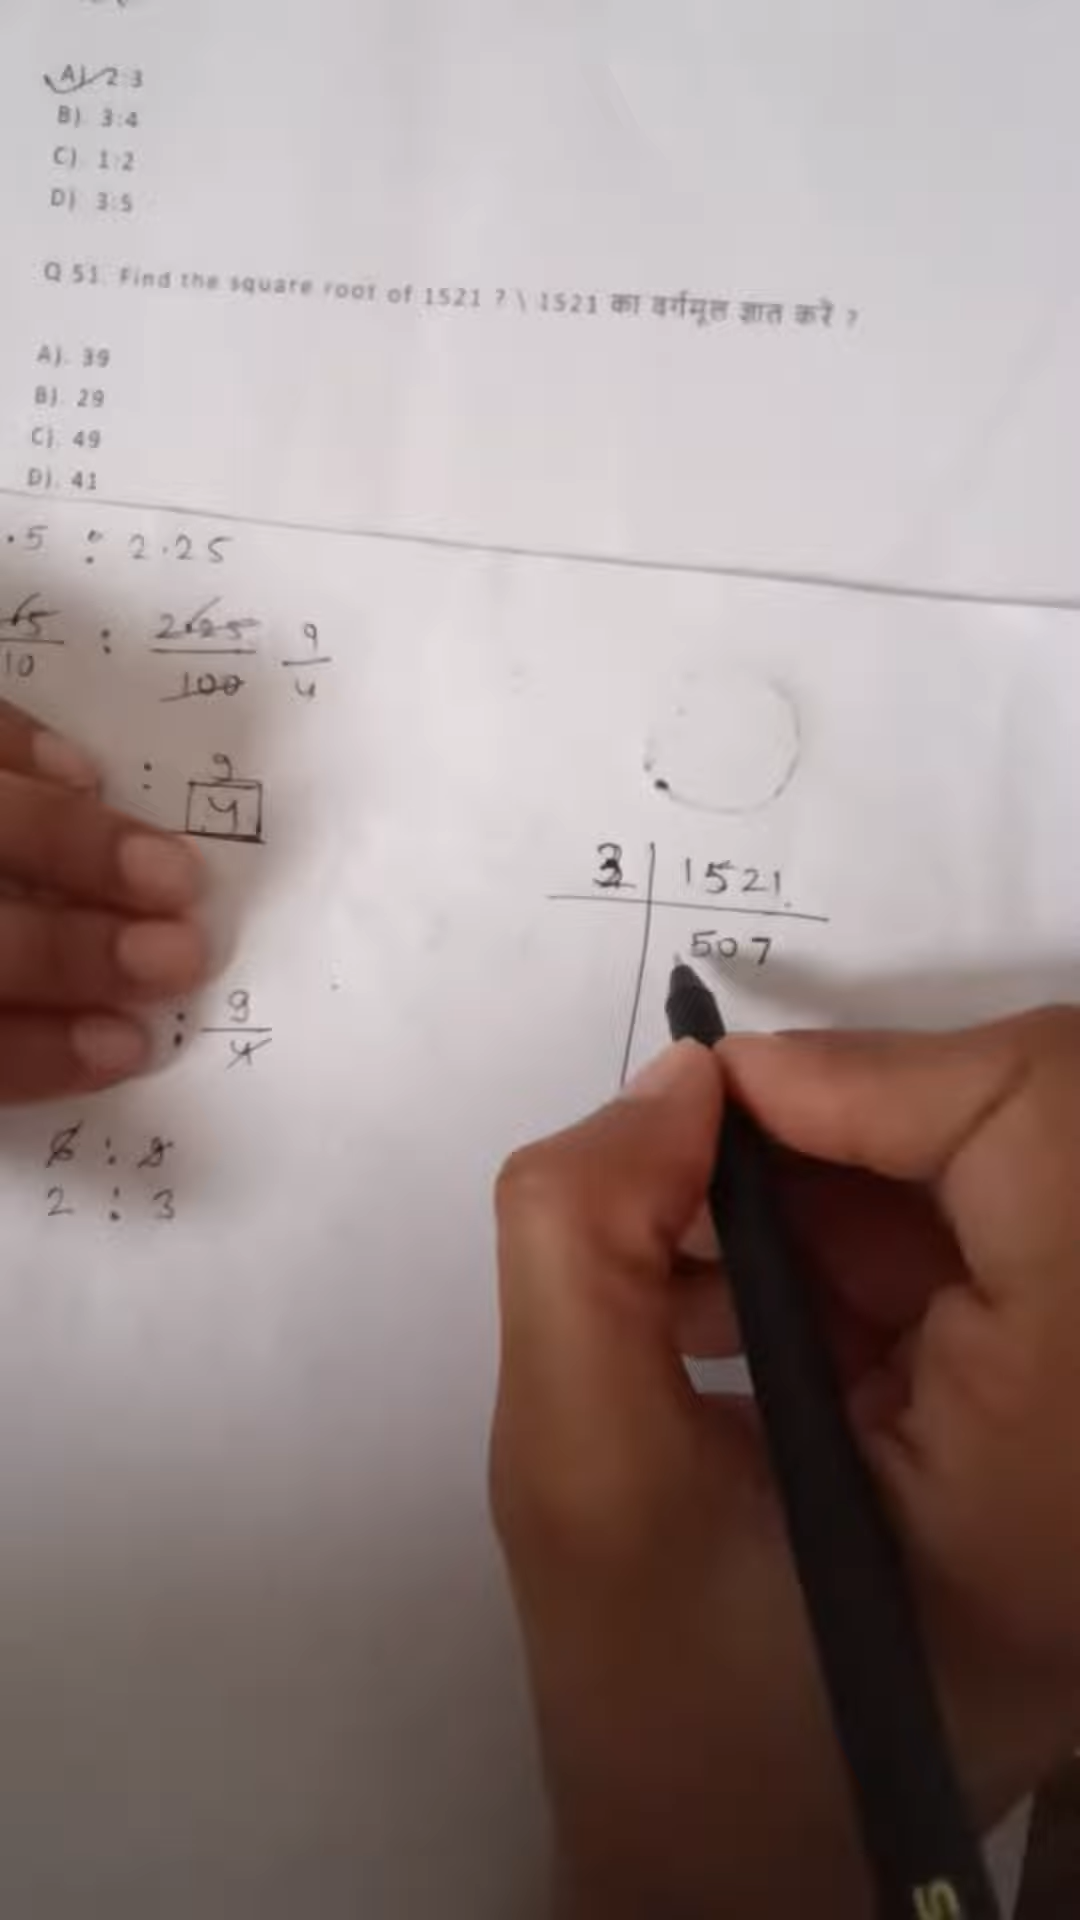 A). 2:3
B). 3:4
C). 1:2
D). 3:5
Q 51. Find the square root of 1521 ? \ 1521 का वर्गमूल ज्ञात करें ?
A). 39
B). 29
C). 49
D). 41
.5 : 2.25
15/10 : 225/100 9/4
: 9/4
: 9/4
6 : 9
2 : 3
3 | 1521
507
S